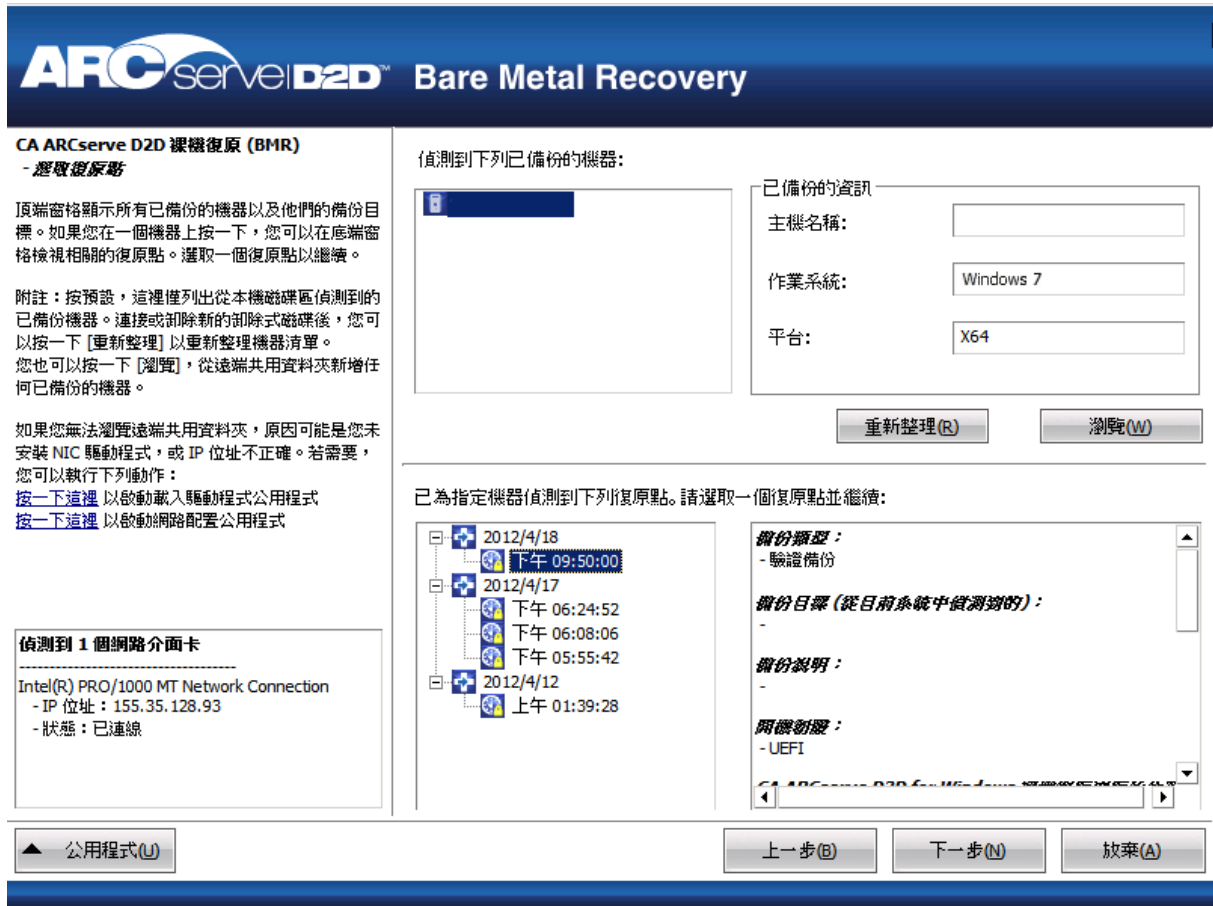 ARCserve D2D™ Bare Metal Recovery
CA ARCserve D2D 裸機復原 (BMR)
- 選取復原點
頂端窗格顯示所有已備份的機器以及他們的備份目
標。如果您在一個機器上按一下，您可以在底端窗
格檢視相關的復原點。選取一個復原點以繼續。
附註：按預設，這裡僅列出從本機磁碟區偵測到的
已備份機器。連接或卸除新的卸除式磁碟後，您可
以按一下 [重新整理] 以重新整理機器清單。
您也可以按一下 [瀏覽]，從遠端共用資料夾新增任
何已備份的機器。
如果您無法瀏覽遠端共用資料夾，原因可能是您未
安裝 NIC 驅動程式，或 IP 位址不正確。若需要，
您可以執行下列動作：
按一下這裡 以啟動載入驅動程式公用程式
按一下這裡 以啟動網路配置公用程式
偵測到 1 個網路介面卡
------------------------------------
Intel(R) PRO/1000 MT Network Connection
- IP 位址：155.35.128.93
- 狀態：已連線
偵測到下列已備份的機器:
已備份的資訊
主機名稱:
作業系統: Windows 7
平台: X64
重新整理(R)
瀏覽(W)
已為指定機器偵測到下列復原點。請選取一個復原點並繼續:
2012/4/18
下午 09:50:00
2012/4/17
下午 06:24:52
下午 06:08:06
下午 05:55:42
2012/4/12
上午 01:39:28
備份類型：
- 驗證備份
備份目標 (從目前系統中偵測到的)：
-
備份說明：
-
開機韌體：
- UEFI
CA ARCserve D2D for Windows
公用程式(U)
上一步(B)
下一步(N)
放棄(A)